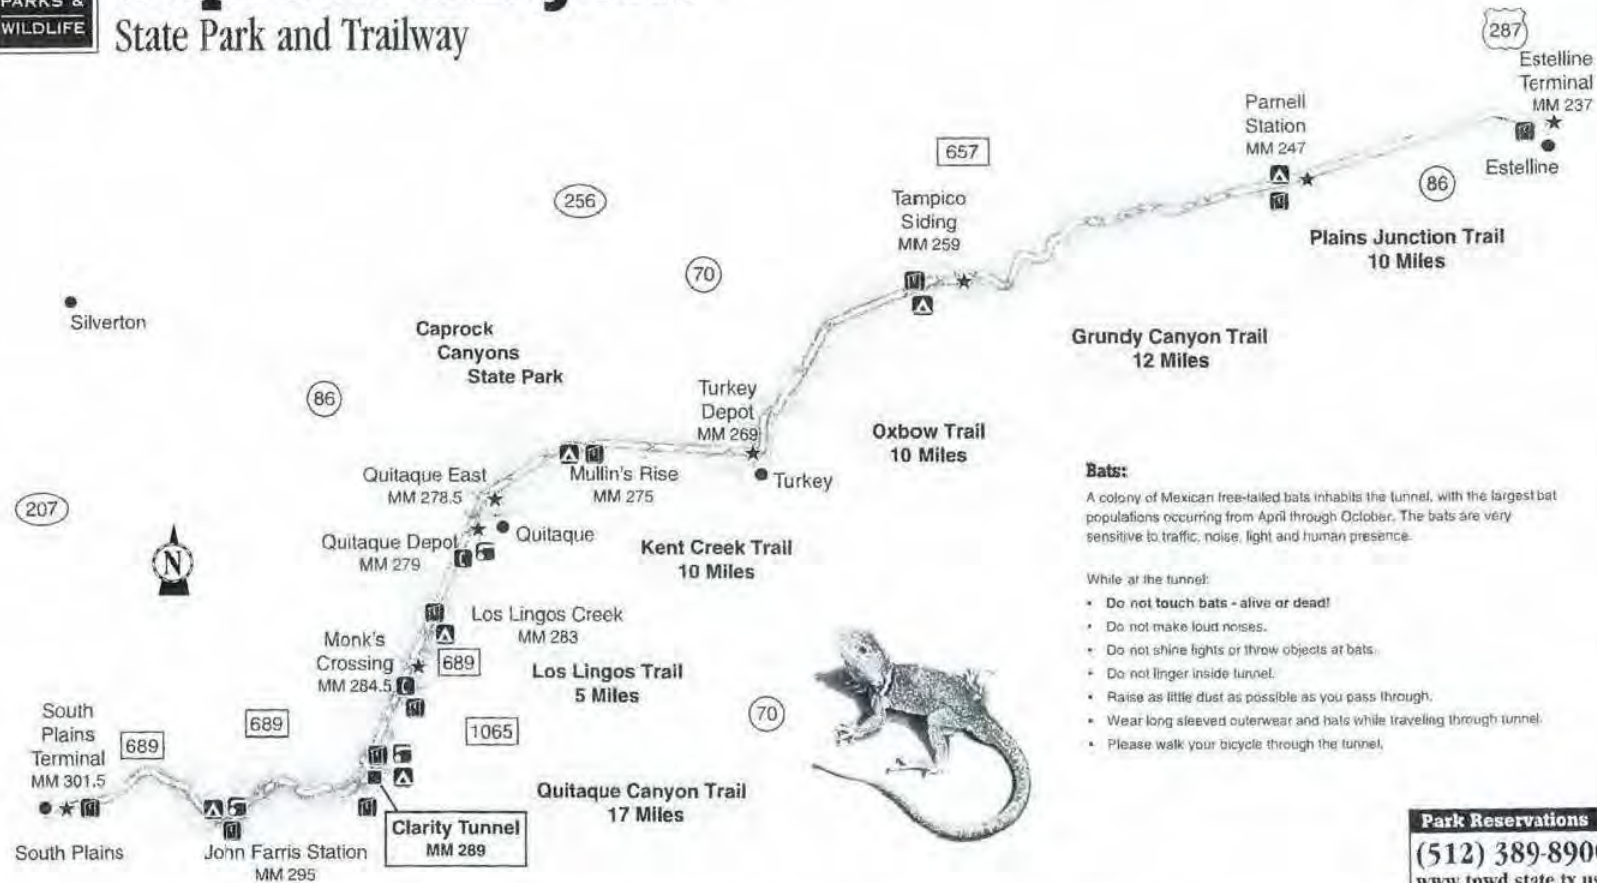 PARKS &
WILDLIFE
State Park and Trailway
287
Estelline
Terminal
MM 237
Estelline
86
Parnell
Station
MM 247
Plains Junction Trail
10 Miles
657
Tampico
Siding
MM 259
Grundy Canyon Trail
12 Miles
256
70
Silverton
Caprock
Canyons
State Park
86
Turkey
Depot
MM 269
Turkey
Oxbow Trail
10 Miles
Quitaque East
MM 278.5
Mullin's Rise
MM 275
207
N
Quitaque Depot
MM 279
Quitaque
Kent Creek Trail
10 Miles
Los Lingos Creek
MM 283
Monk's
Crossing
MM 284.5
689
Los Lingos Trail
5 Miles
70
South
Plains
Terminal
MM 301.5
689
689
1065
Quitaque Canyon Trail
17 Miles
Clarity Tunnel
MM 289
South Plains
John Farris Station
MM 295
Bats:
A colony of Mexican free-tailed bats inhabits the tunnel, with the largest bat
populations occurring from April through October. The bats are very
sensitive to traffic, noise, light and human presence.
While at the tunnel:
• Do not touch bats - alive or dead!
• Do not make loud noises.
• Do not shine lights or throw objects at bats.
• Do not linger inside tunnel.
• Raise as little dust as possible as you pass through.
• Wear long sleeved outerwear and hats while traveling through tunnel.
• Please walk your bicycle through the tunnel.
Park Reservations
(512) 389-8900
www.tpwd.state.tx.us